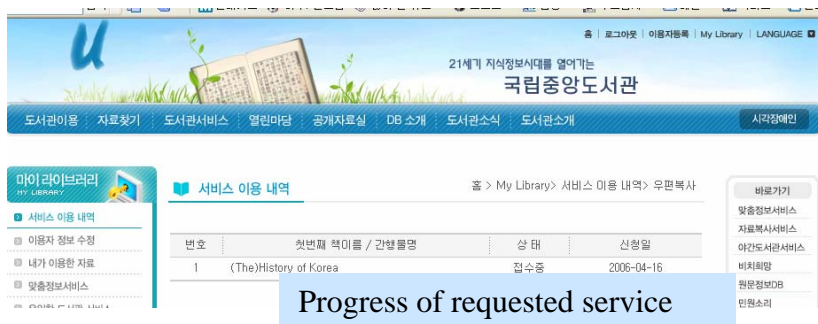 홈 | 로그아웃 | 이용자등록 | My Library | LANGUAGE
21세기 지식정보시대를 열어가는
국립중앙도서관
도서관이용 자료찾기 도서관서비스 열린마당 공개자료실 DB 소개 도서관소식 도서관소개 시각장애인
마이 라이브러리
MY LIBRARY
서비스 이용 내역
이용자 정보 수정
내가 이용한 자료
맞춤정보서비스
서비스 이용 내역
홈 > My Library> 서비스 이용 내역> 우편복사
번호 첫번째 책이름 / 간행물명 상 태 신청일
1 (The)History of Korea 접수중 2006-04-16
Progress of requested service
바로가기
맞춤정보서비스
자료복사서비스
야간도서관서비스
비치희망
원문정보DB
민원소리